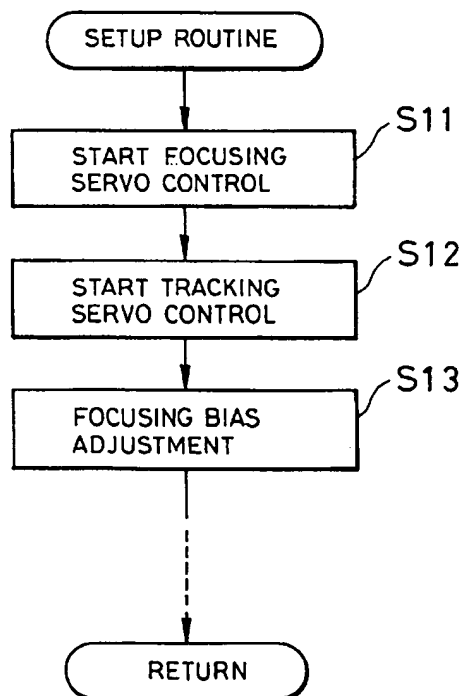 SETUP ROUTINE
S11
START FOCUSING
SERVO CONTROL
S12
START TRACKING
SERVO CONTROL
S13
FOCUSING BIAS
ADJUSTMENT
RETURN